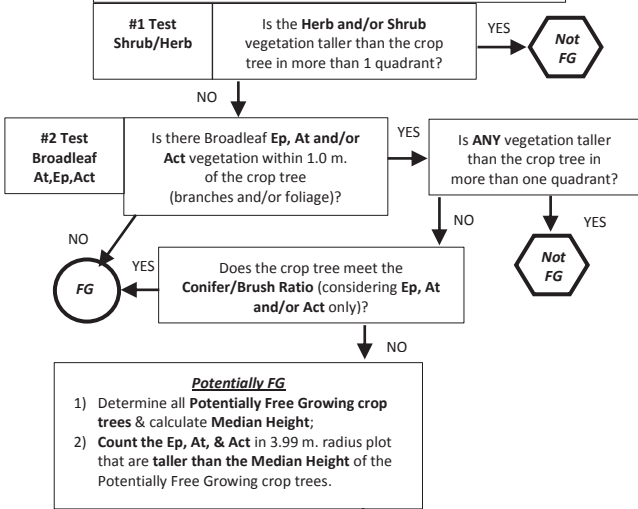 #1 Test
Shrub/Herb
Is the Herb and/or Shrub
vegetation taller than the crop
tree in more than 1 quadrant?
YES
Not
FG
NO
#2 Test
Broadleaf
At,Ep,Act
Is there Broadleaf Ep, At and/or
Act vegetation within 1.0 m.
of the crop tree
(branches and/or foliage)?
YES
Is ANY vegetation taller
than the crop tree in
more than one quadrant?
NO
YES
Not
FG
NO
FG
YES
Does the crop tree meet the
Conifer/Brush Ratio (considering Ep, At
and/or Act only)?
NO
Potentially FG
1) Determine all Potentially Free Growing crop
trees & calculate Median Height;
2) Count the Ep, At, & Act in 3.99 m. radius plot
that are taller than the Median Height of the
Potentially Free Growing crop trees.